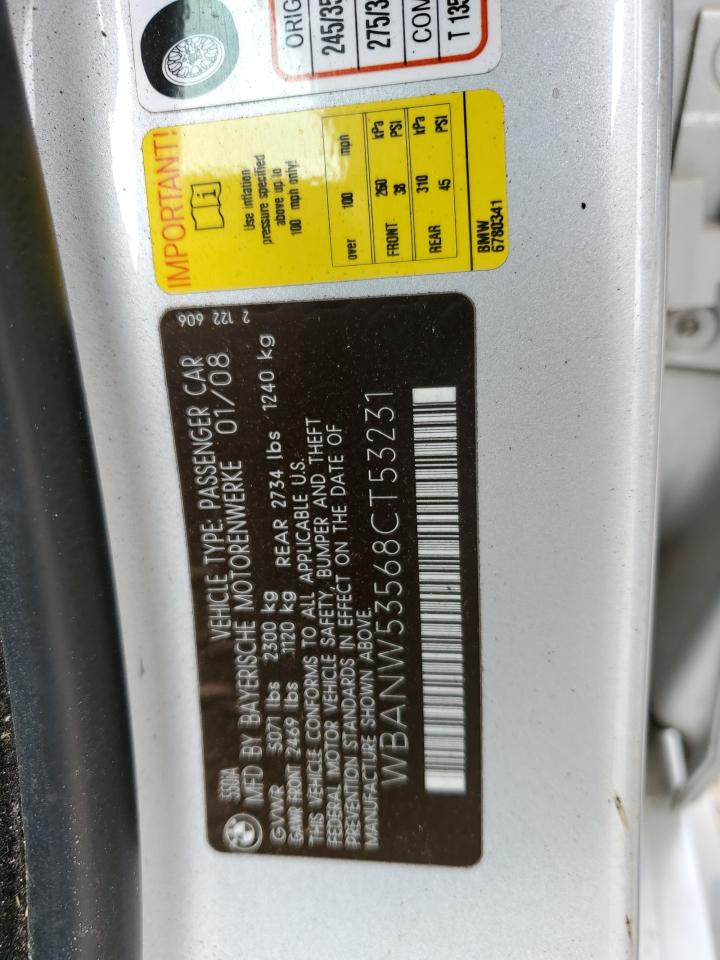 ORIG
245/35
275/3
COM
T 135
IMPORTANT!
Use inflation
pressure specified
above up to
100 mph only!
over 100 mph
FRONT 260 kPa
38 PSI
REAR 310 kPa
45 PSI
BMW
6780341
2 122 606
VEHICLE TYPE: PASSENGER CAR
MFD BY BAYERISCHE MOTORENWERKE 01/08
GVWR 5071 lbs 2300 kg
GAWR FRONT 2469 lbs 1120 kg REAR 2734 lbs 1240 kg
THIS VEHICLE CONFORMS TO ALL APPLICABLE U.S.
FEDERAL MOTOR VEHICLE SAFETY, BUMPER AND THEFT
PREVENTION STANDARDS IN EFFECT ON THE DATE OF
MANUFACTURE SHOWN ABOVE.
WBANW53568CT53231